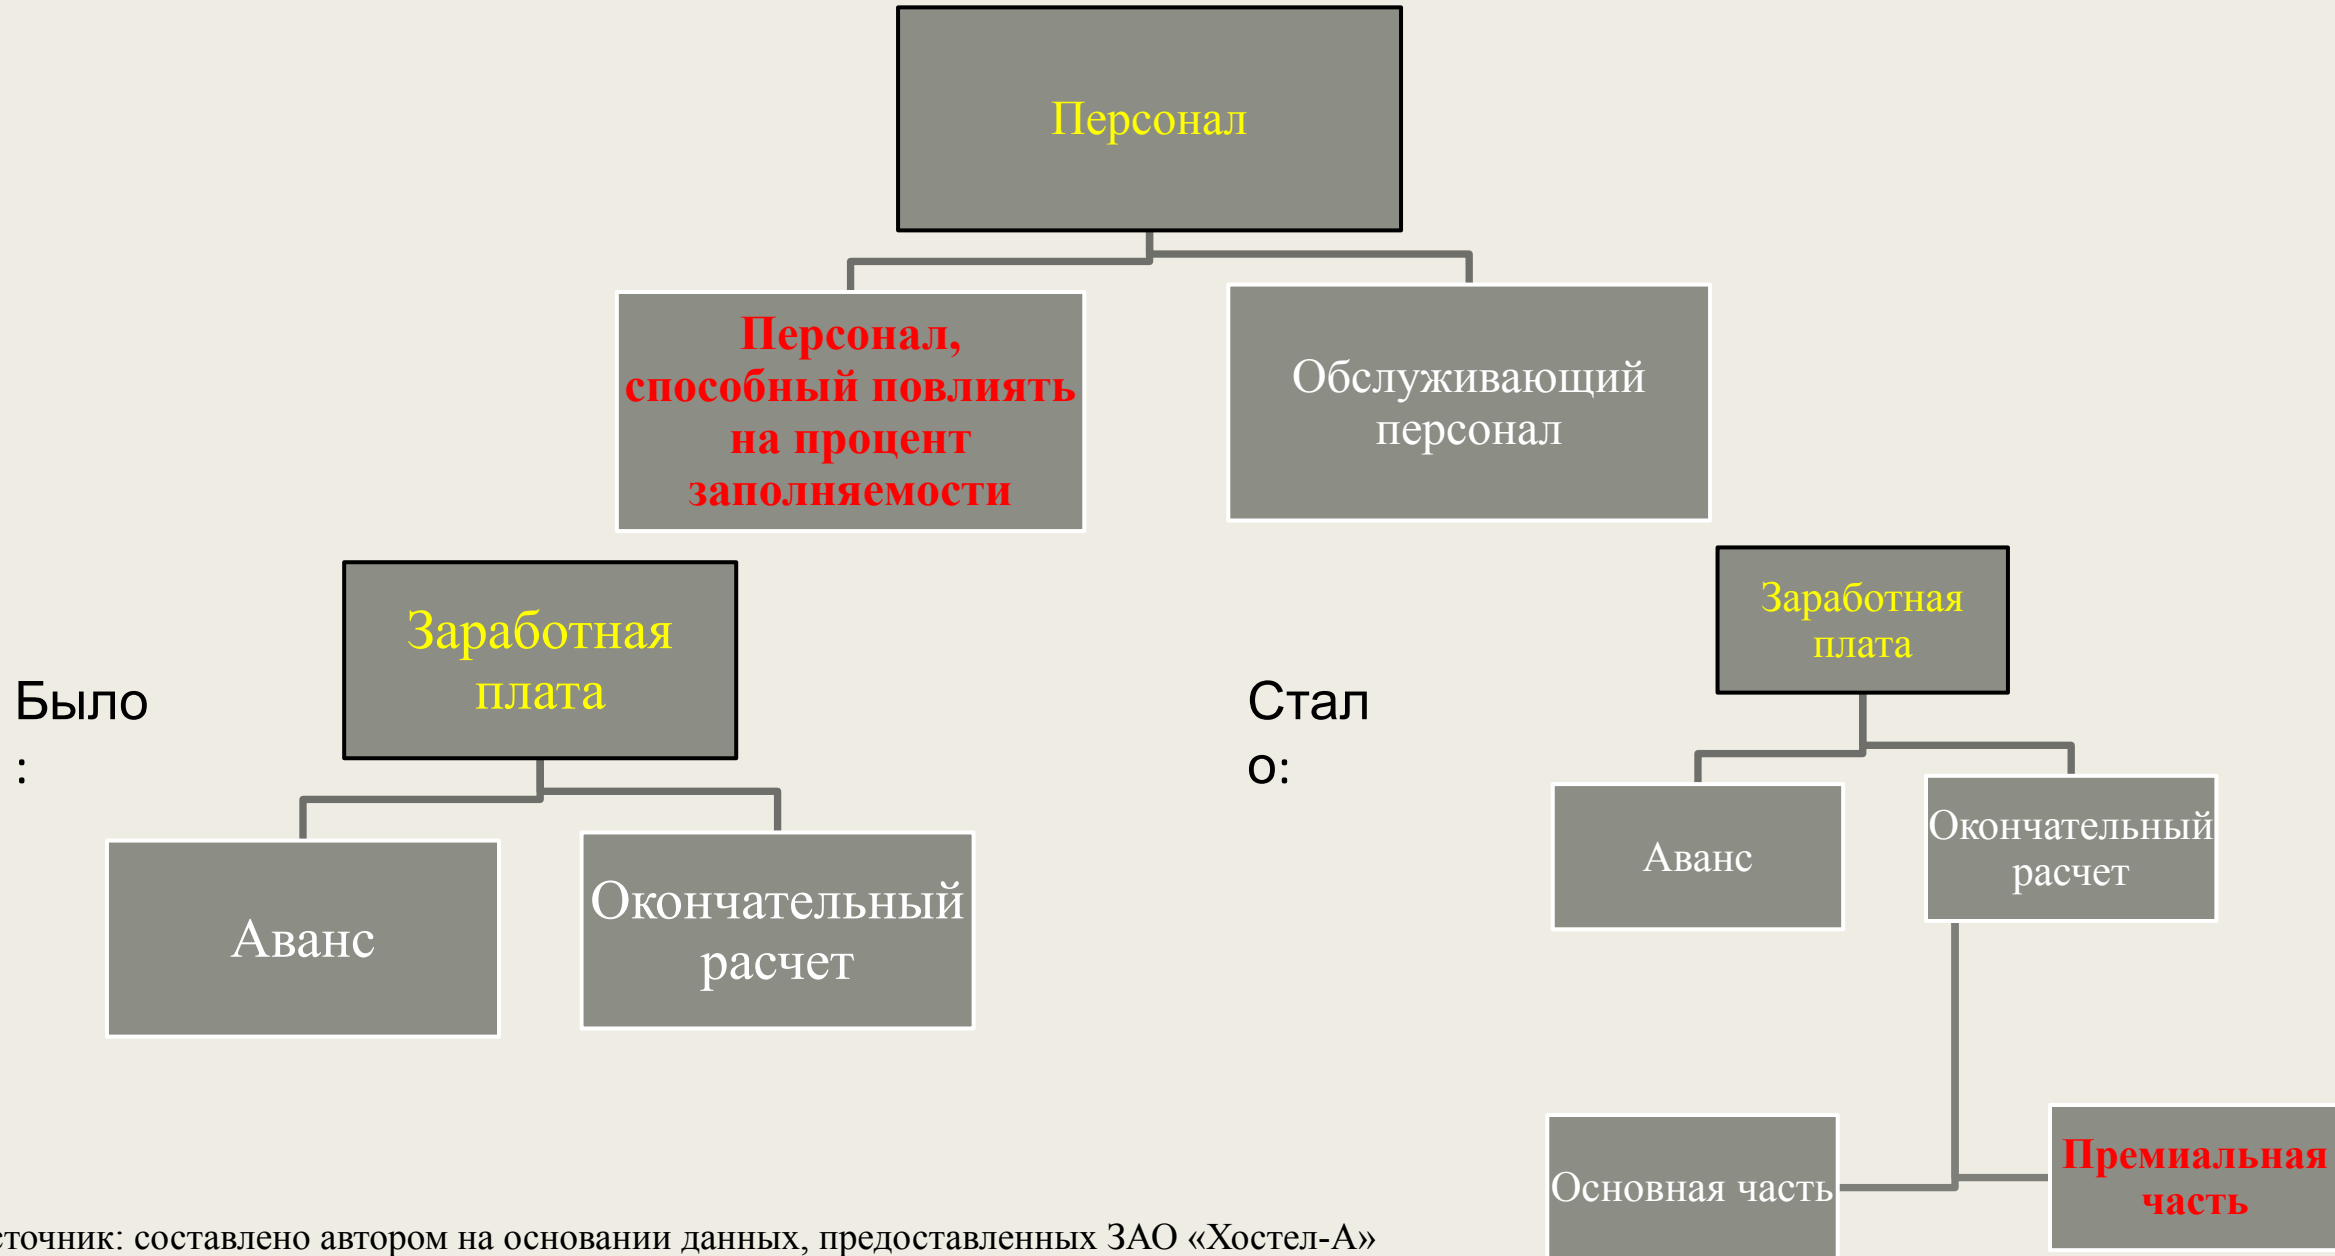 Персонал
Персонал,
способный повлиять
на процент
заполняемости
Обслуживающий
персонал
Было
:
Заработная
плата
Аванс
Окончательный
расчет
Стал
о:
Заработная
плата
Аванс
Окончательный
расчет
Основная часть
Премиальная
часть
сточник: составлено автором на основании данных, предоставленных ЗАО «Хостел-А»